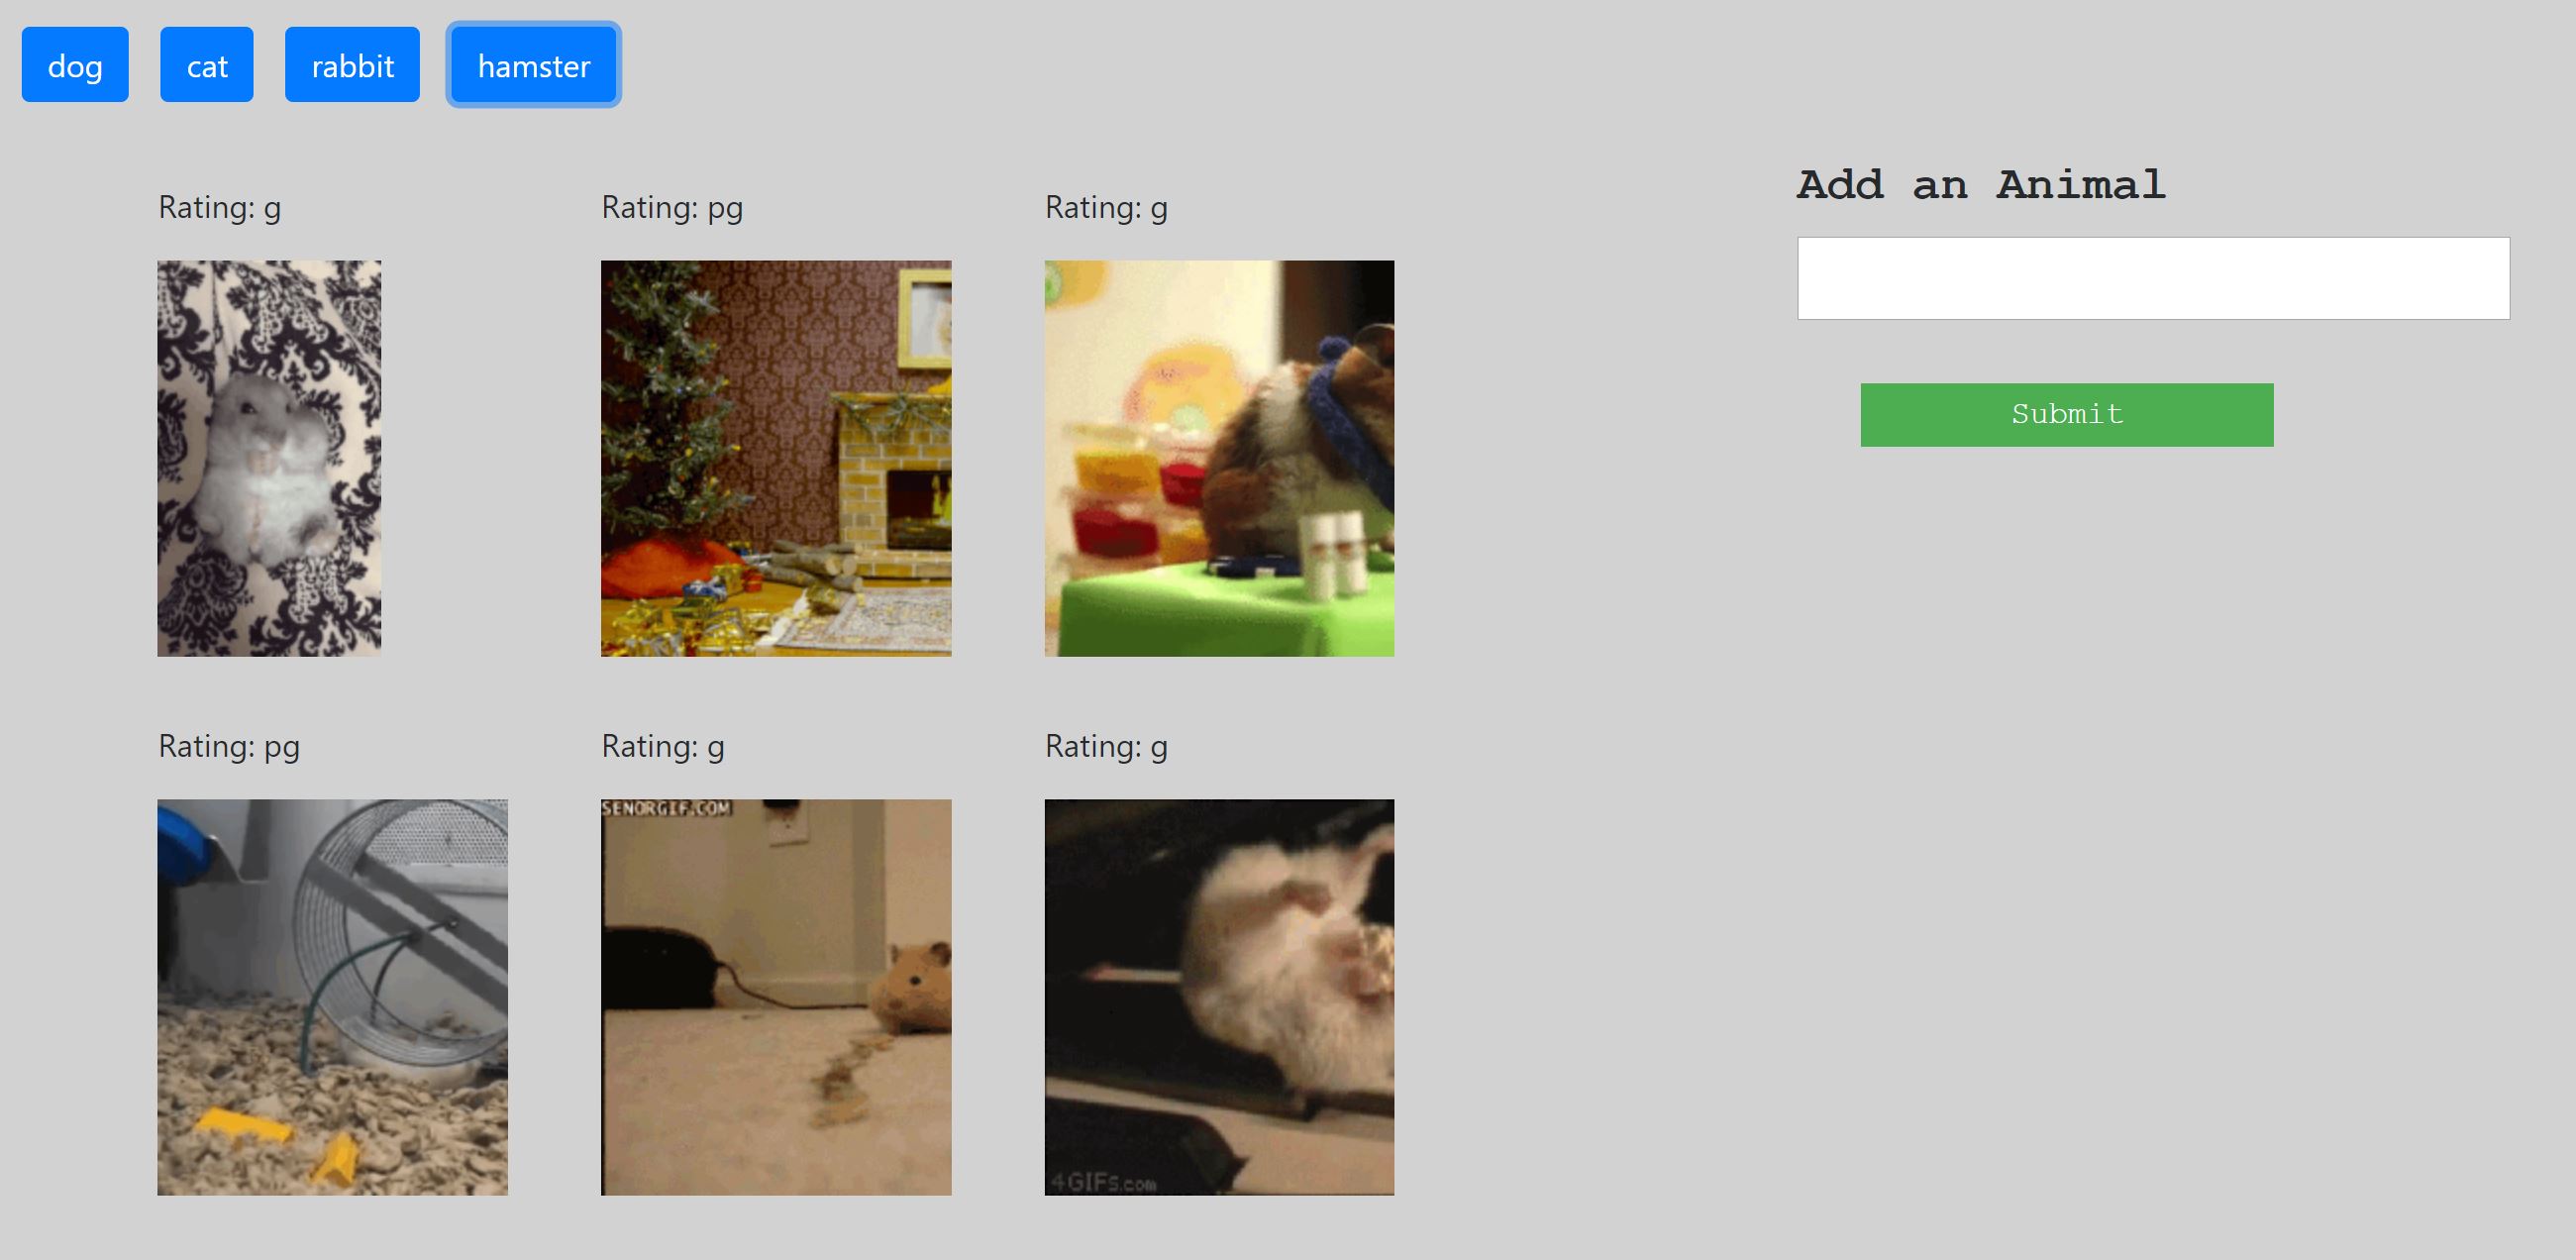 dog
cat
rabbit
hamster
Add an Animal
Submit
Rating: g
Rating: pg
Rating: g
Rating: pg
Rating: g
Rating: g
SENORGIF.COM
4GIFs.com